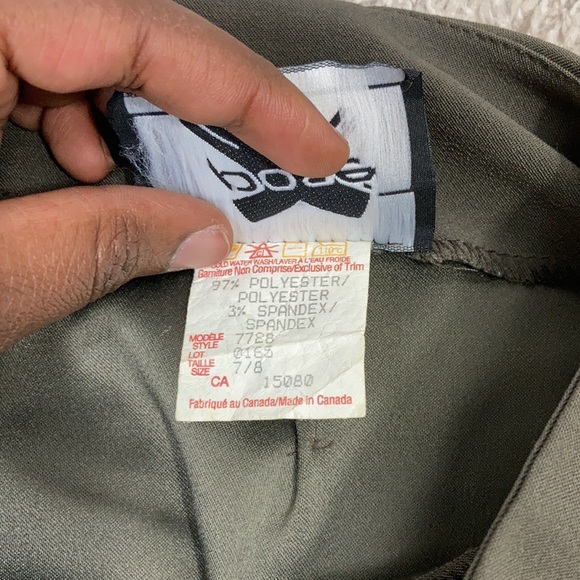 COLD WATER WASH/LAVER À L'EAU FROIDE
Garniture Non Comprise/Exclusive of Trim
97% POLYESTER/
POLYESTER
3% SPANDEX/
SPANDEX
MODÈLE
STYLE 7728
LOT 0163
TAILLE
SIZE 7/8
CA 15080
Fabriqué au Canada/Made in Canada